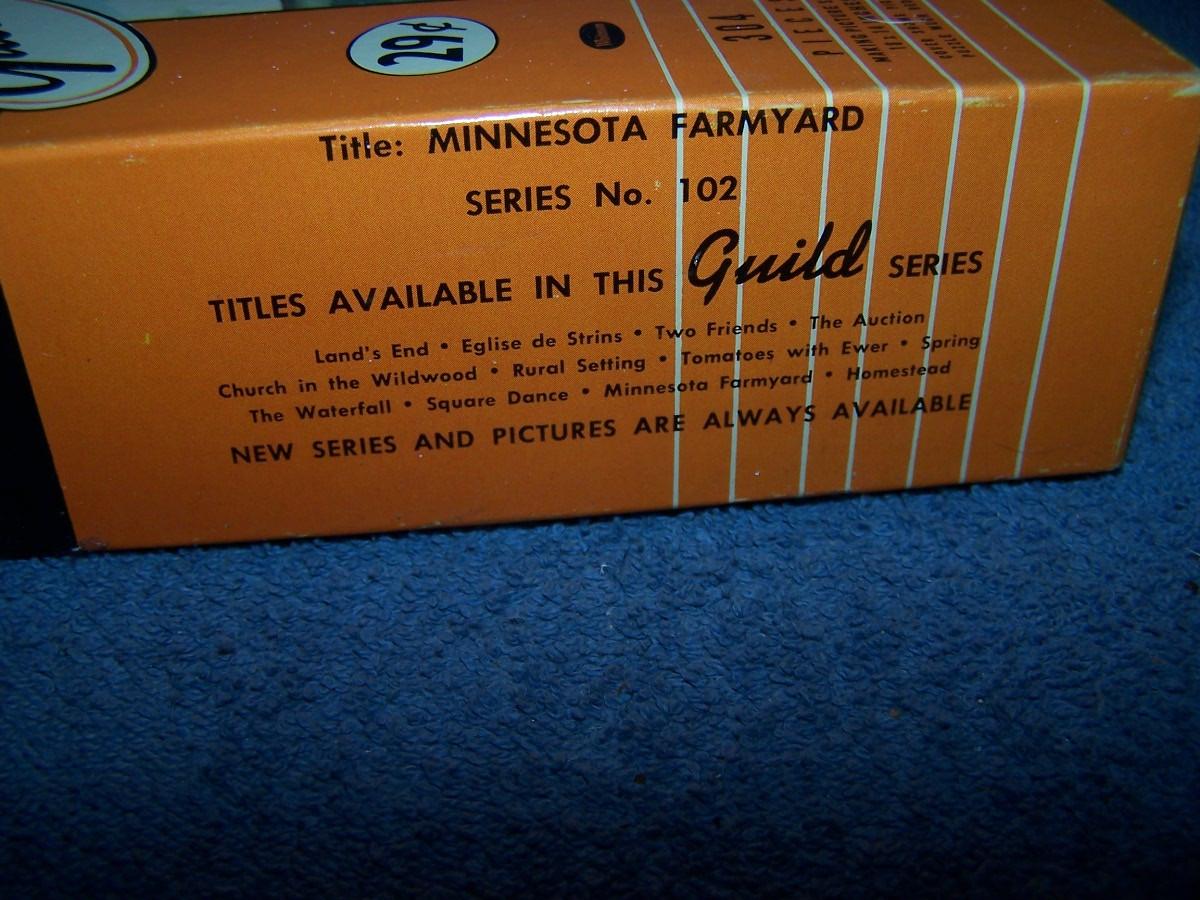 29¢
Whitman
304
PIECES
Title: MINNESOTA FARMYARD
SERIES No. 102
TITLES AVAILABLE IN THIS Guild SERIES
Land's End • Eglise de Strins • Two Friends • The Auction
Church in the Wildwood • Rural Setting • Tomatoes with Ewer • Spring
The Waterfall • Square Dance • Minnesota Farmyard • Homestead
NEW SERIES AND PICTURES ARE ALWAYS AVAILABLE